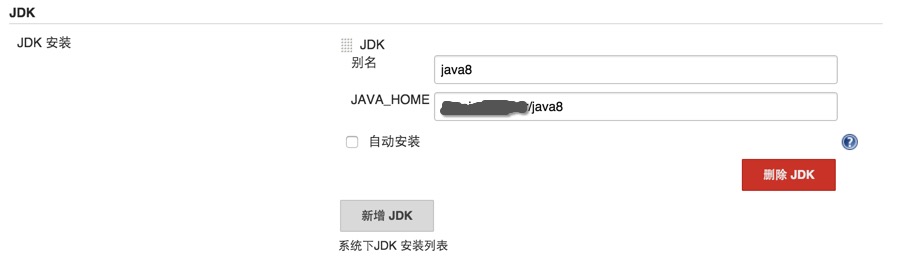 JDK
JDK 安装
JDK
别名
java8
JAVA_HOME
/java8
自动安装
删除 JDK
新增 JDK
系统下JDK 安装列表